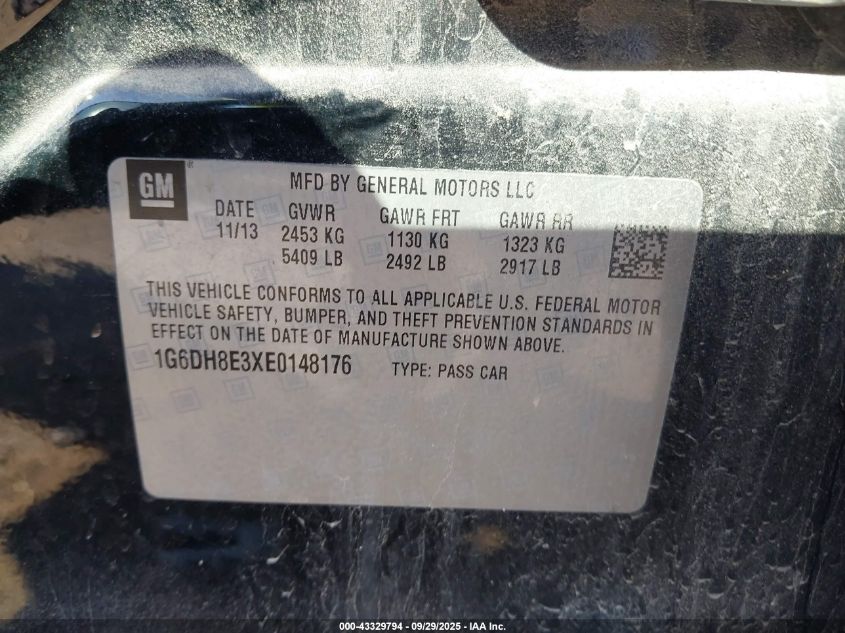 GM
MFD BY GENERAL MOTORS LLC
DATE GVWR GAWR FRT GAWR RR
11/13 2453 KG 1130 KG 1323 KG
5409 LB 2492 LB 2917 LB
THIS VEHICLE CONFORMS TO ALL APPLICABLE U.S. FEDERAL MOTOR
VEHICLE SAFETY, BUMPER, AND THEFT PREVENTION STANDARDS IN
EFFECT ON THE DATE OF MANUFACTURE SHOWN ABOVE.
1G6DH8E3XE0148176 TYPE: PASS CAR
000-43329794 - 09/29/2025 - IAA Inc.